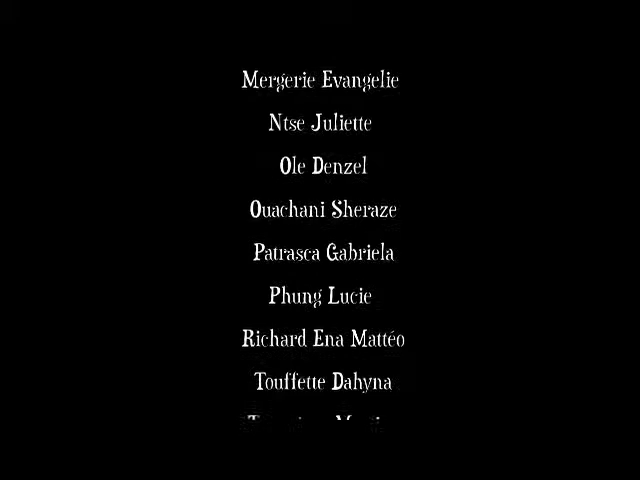 Mergerie Evangelie
Ntse Juliette
Ole Denzel
Ouachani Sheraze
Patrasca Gabriela
Phung Lucie
Richard Ena Mattéo
Touffette Dahyna